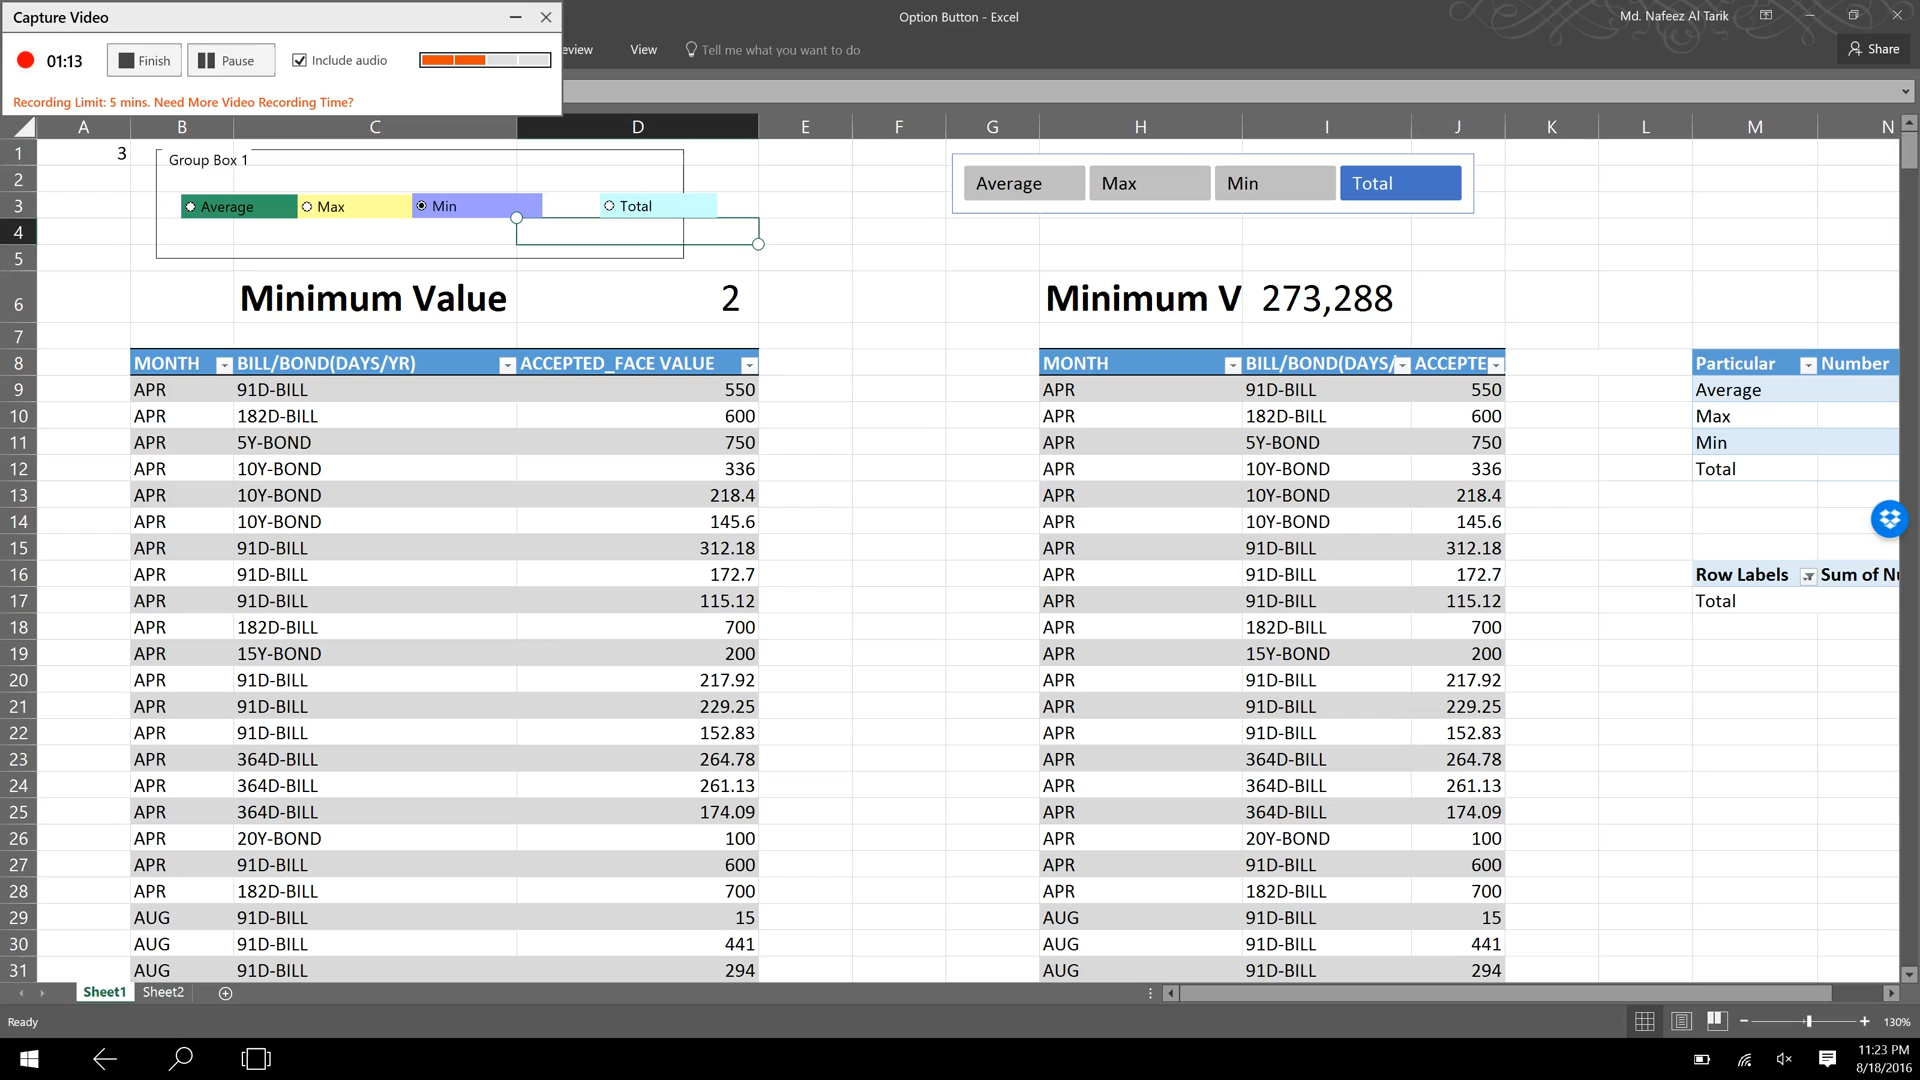 Capture Video
Option Button - Excel
Md. Nafeez Al Tarik
01:13 Finish Pause Include audio
eview View Tell me what you want to do Share
Recording Limit: 5 mins. Need More Video Recording Time?
A B C D E F G H I J K L M N
1 3
Group Box 1
2 Average Max Min Total
3 Average Max Min Total
4
5
6 Minimum Value 2 Minimum V 273,288
7
8 MONTH BILL/BOND(DAYS/YR) ACCEPTED_FACE VALUE MONTH BILL/BOND(DAYS/ ACCEPTE Particular Number
9 APR 91D-BILL 550 APR 91D-BILL 550 Average
10 APR 182D-BILL 600 APR 182D-BILL 600 Max
11 APR 5Y-BOND 750 APR 5Y-BOND 750 Min
12 APR 10Y-BOND 336 APR 10Y-BOND 336 Total
13 APR 10Y-BOND 218.4 APR 10Y-BOND 218.4
14 APR 10Y-BOND 145.6 APR 10Y-BOND 145.6
15 APR 91D-BILL 312.18 APR 91D-BILL 312.18
16 APR 91D-BILL 172.7 APR 91D-BILL 172.7 Row Labels Sum of Nu
17 APR 91D-BILL 115.12 APR 91D-BILL 115.12 Total
18 APR 182D-BILL 700 APR 182D-BILL 700
19 APR 15Y-BOND 200 APR 15Y-BOND 200
20 APR 91D-BILL 217.92 APR 91D-BILL 217.92
21 APR 91D-BILL 229.25 APR 91D-BILL 229.25
22 APR 91D-BILL 152.83 APR 91D-BILL 152.83
23 APR 364D-BILL 264.78 APR 364D-BILL 264.78
24 APR 364D-BILL 261.13 APR 364D-BILL 261.13
25 APR 364D-BILL 174.09 APR 364D-BILL 174.09
26 APR 20Y-BOND 100 APR 20Y-BOND 100
27 APR 91D-BILL 600 APR 91D-BILL 600
28 APR 182D-BILL 700 APR 182D-BILL 700
29 AUG 91D-BILL 15 AUG 91D-BILL 15
30 AUG 91D-BILL 441 AUG 91D-BILL 441
31 AUG 91D-BILL 294 AUG 91D-BILL 294
Sheet1 Sheet2
Ready 130%
11:23 PM
8/18/2016